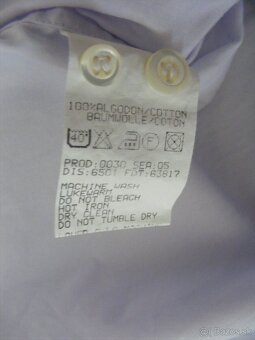 100%ALGODON/COTTON
BAUMWOLLE/COTON
40°
F
PROD:0030 SEA:05
DIS:6501 FDT:63817
MACHINE WASH
LUKEWARM
DO NOT BLEACH
HOT IRON
DRY CLEAN
DO NOT TUMBLE DRY